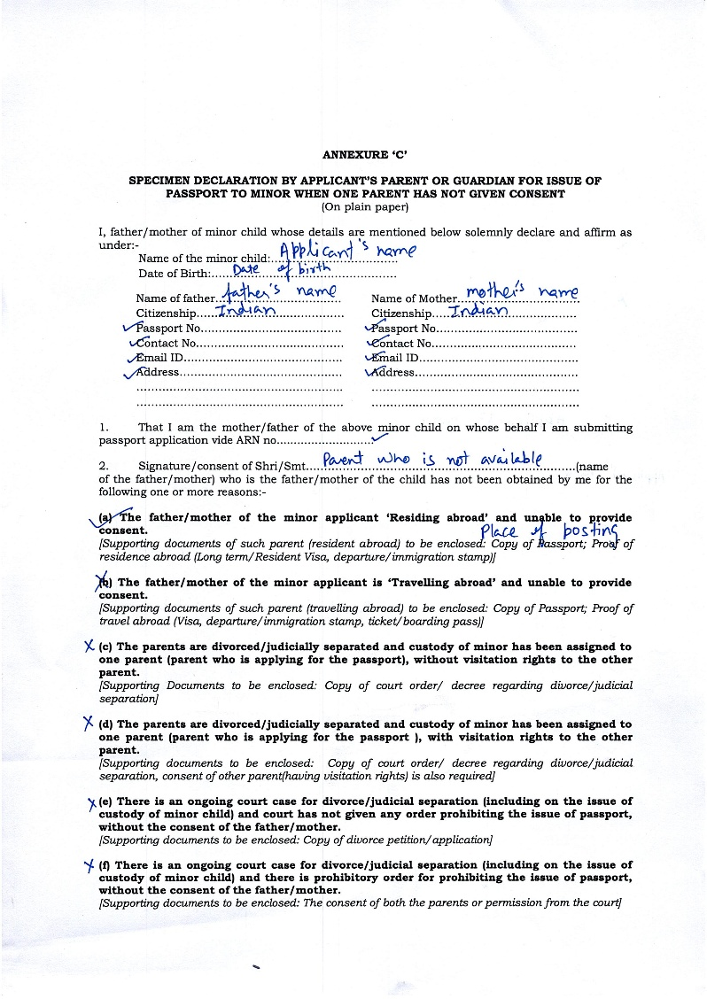 ANNEXURE ‘C’
SPECIMEN DECLARATION BY APPLICANT’S PARENT OR GUARDIAN FOR ISSUE OF
PASSPORT TO MINOR WHEN ONE PARENT HAS NOT GIVEN CONSENT
(On plain paper)
I, father/mother of minor child whose details are mentioned below solemnly declare and affirm as
under:-
Name of the minor child: Applicant's name
Date of Birth: Date of birth
Name of father father's name
Name of Mother mother's name
Citizenship Indian
Citizenship Indian
Passport No.
Passport No.
Contact No.
Contact No.
Email ID
Email ID
Address
Address
1. That I am the mother/father of the above minor child on whose behalf I am submitting
passport application vide ARN no.
2. Signature/consent of Shri/Smt. Parent who is not available (name
of the father/mother) who is the father/mother of the child has not been obtained by me for the
following one or more reasons:-
(a) The father/mother of the minor applicant ‘Residing abroad’ and unable to provide
consent. Place of posting
[Supporting documents of such parent (resident abroad) to be enclosed: Copy of Passport; Proof of
residence abroad (Long term/Resident Visa, departure/immigration stamp)]
(b) The father/mother of the minor applicant is ‘Travelling abroad’ and unable to provide
consent.
[Supporting documents of such parent (travelling abroad) to be enclosed: Copy of Passport; Proof of
travel abroad (Visa, departure/immigration stamp, ticket/boarding pass)]
(c) The parents are divorced/judicially separated and custody of minor has been assigned to
one parent (parent who is applying for the passport), without visitation rights to the other
parent.
[Supporting Documents to be enclosed: Copy of court order/ decree regarding divorce/judicial
separation]
(d) The parents are divorced/judicially separated and custody of minor has been assigned to
one parent (parent who is applying for the passport ), with visitation rights to the other
parent.
[Supporting documents to be enclosed: Copy of court order/ decree regarding divorce/judicial
separation, consent of other parent(having visitation rights) is also required]
(e) There is an ongoing court case for divorce/judicial separation (including on the issue of
custody of minor child) and court has not given any order prohibiting the issue of passport,
without the consent of the father/mother.
[Supporting documents to be enclosed: Copy of divorce petition/application]
(f) There is an ongoing court case for divorce/judicial separation (including on the issue of
custody of minor child) and there is prohibitory order for prohibiting the issue of passport,
without the consent of the father/mother.
[Supporting documents to be enclosed: The consent of both the parents or permission from the court]